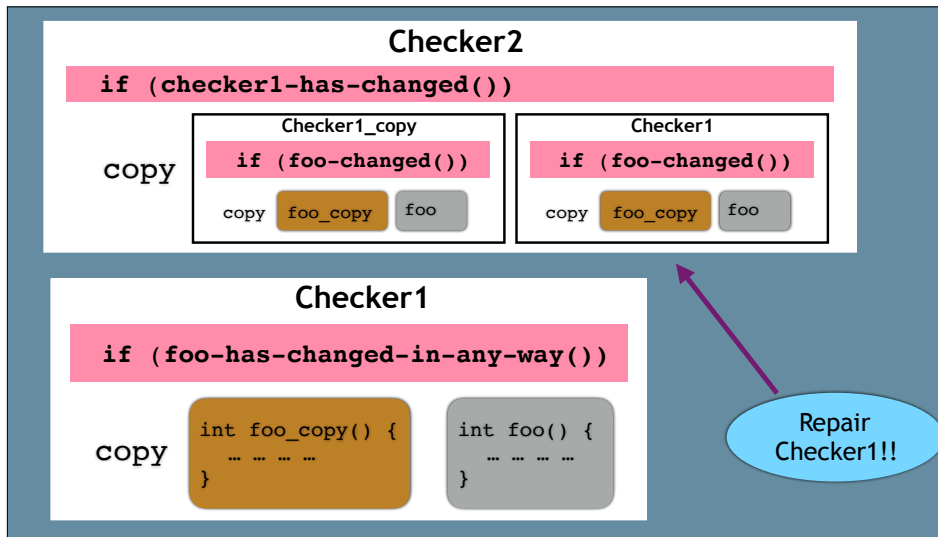 Checker2
if (checker1-has-changed())
copy
Checker1_copy
if (foo-changed())
copy foo_copy foo
Checker1
if (foo-changed())
copy foo_copy foo
Checker1
if (foo-has-changed-in-any-way())
copy
int foo_copy() {
… … … …
}
int foo() {
… … … …
}
Repair
Checker1!!